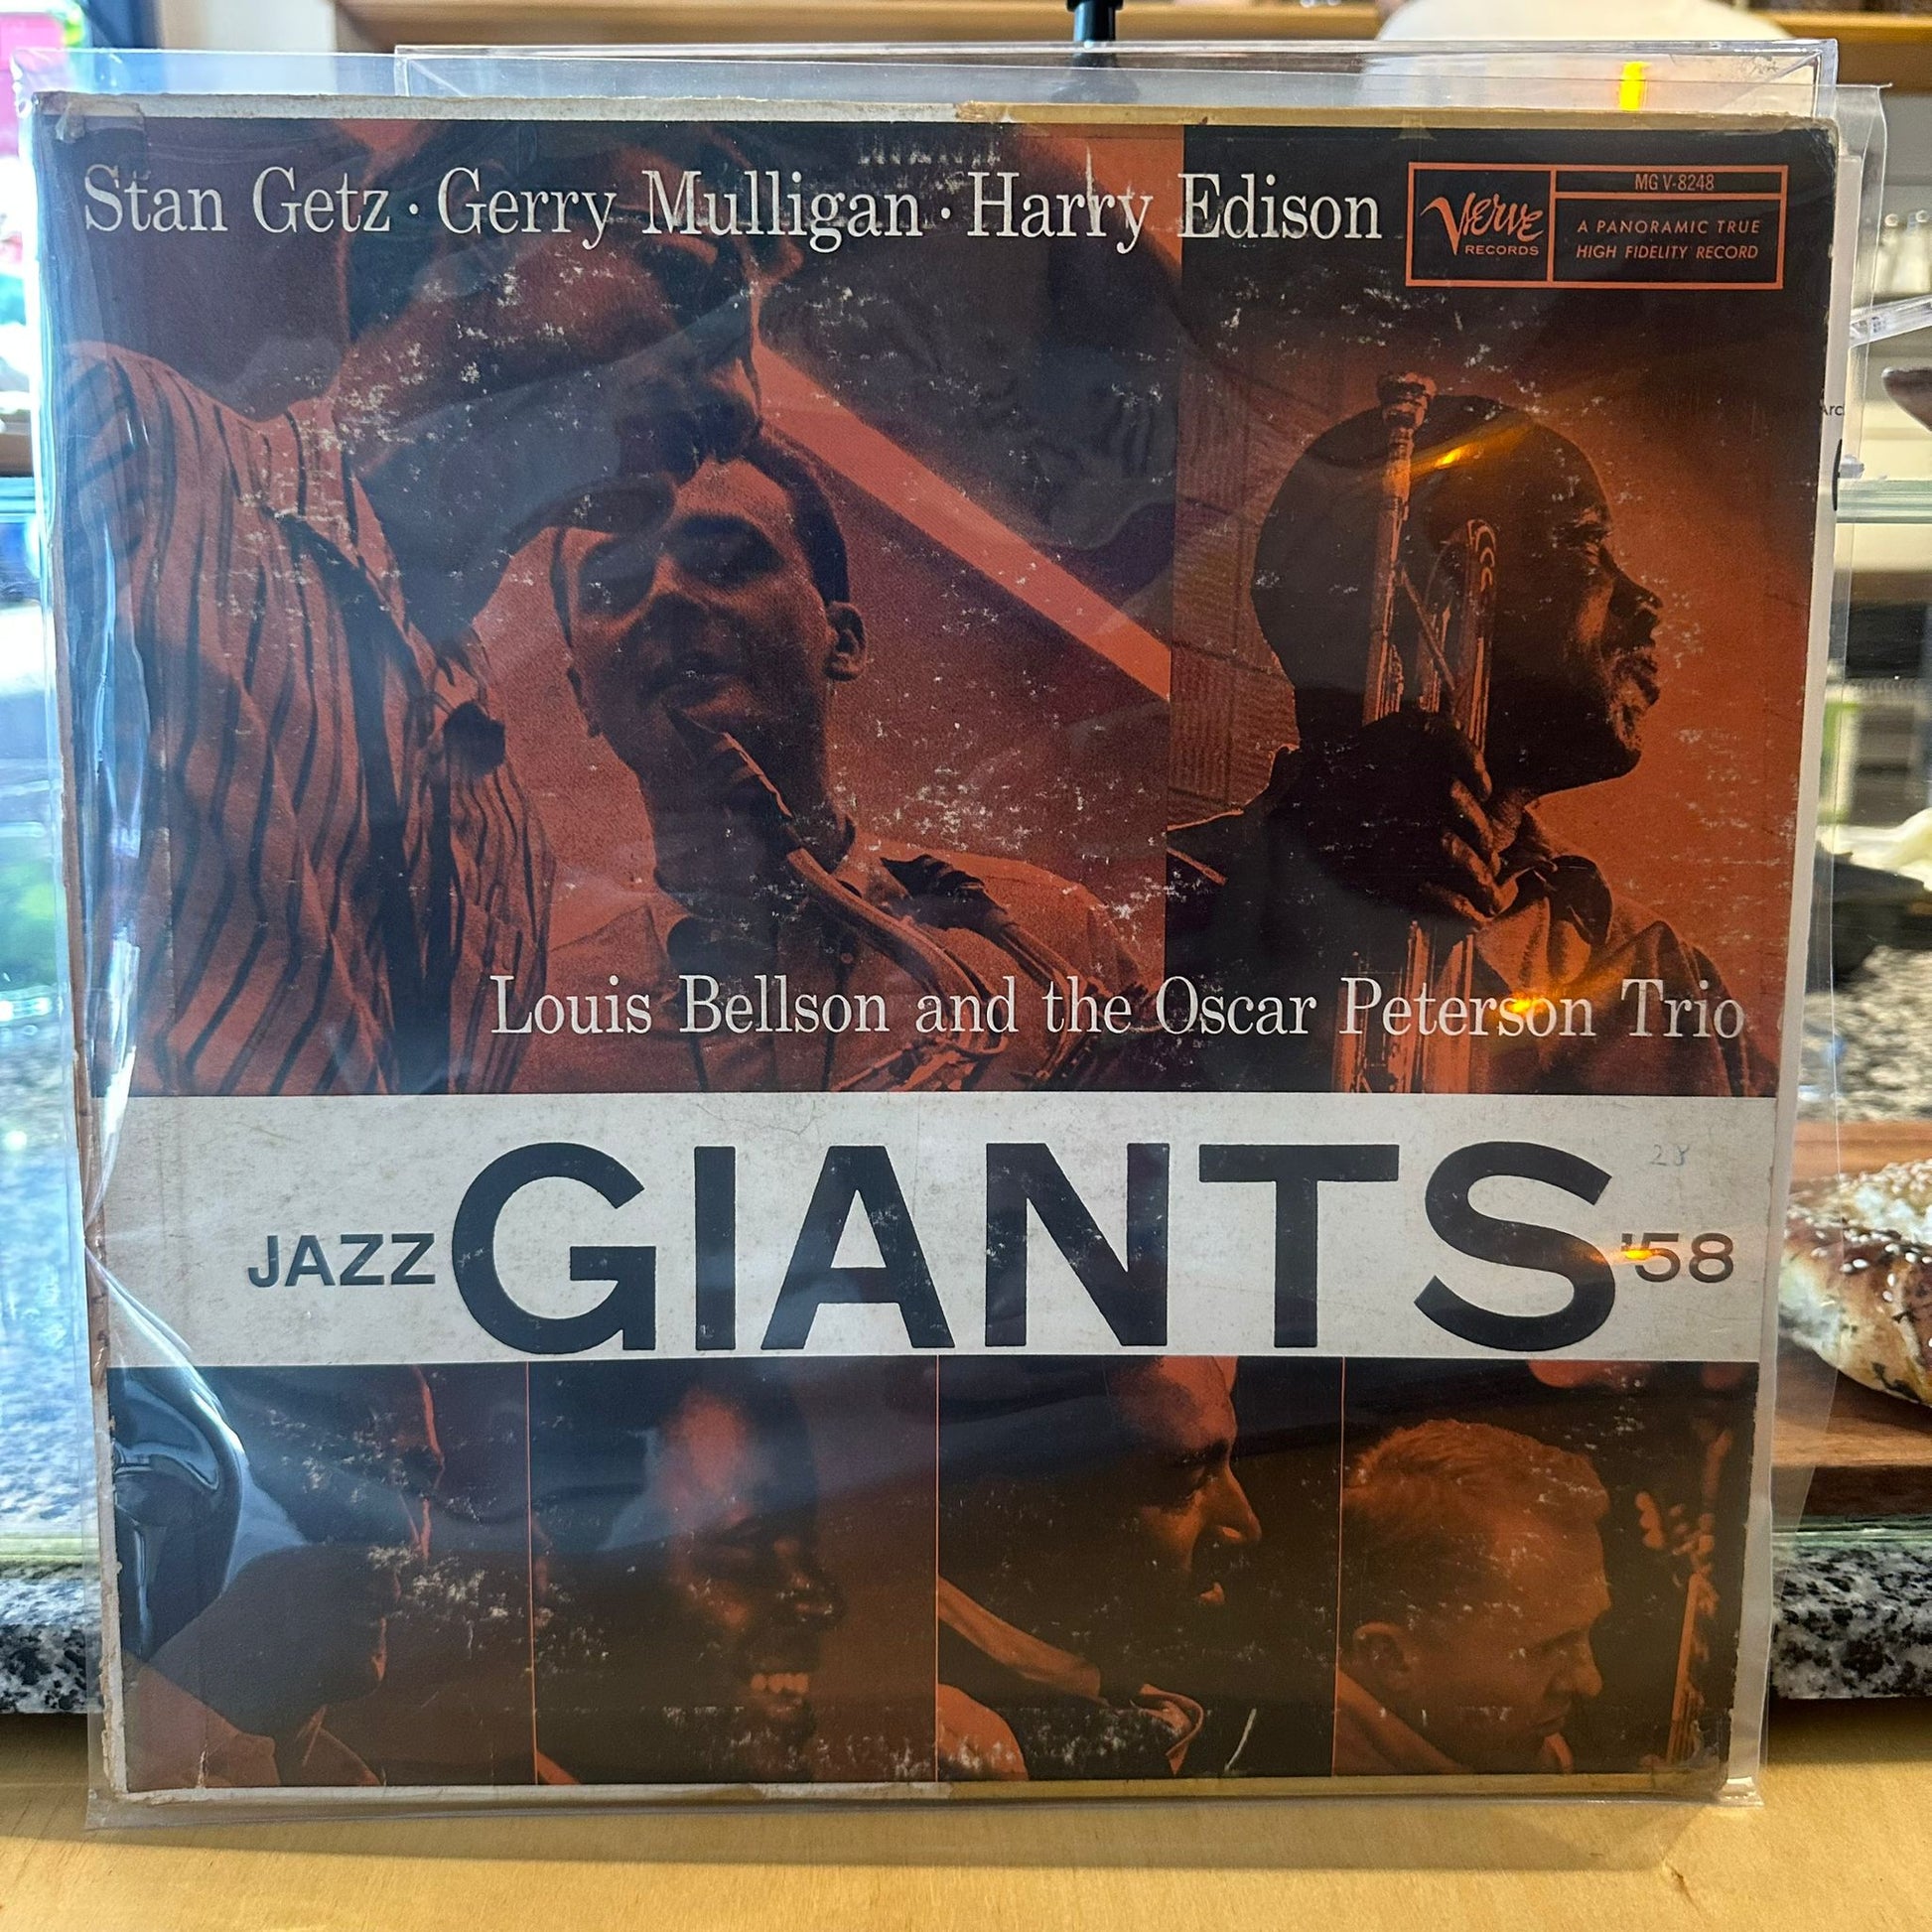 Stan Getz · Gerry Mulligan · Harry Edison
MG V-8248
Verve
RECORDS
A PANORAMIC TRUE
HIGH FIDELITY RECORD
Louis Bellson and the Oscar Peterson Trio
JAZZ GIANTS '58